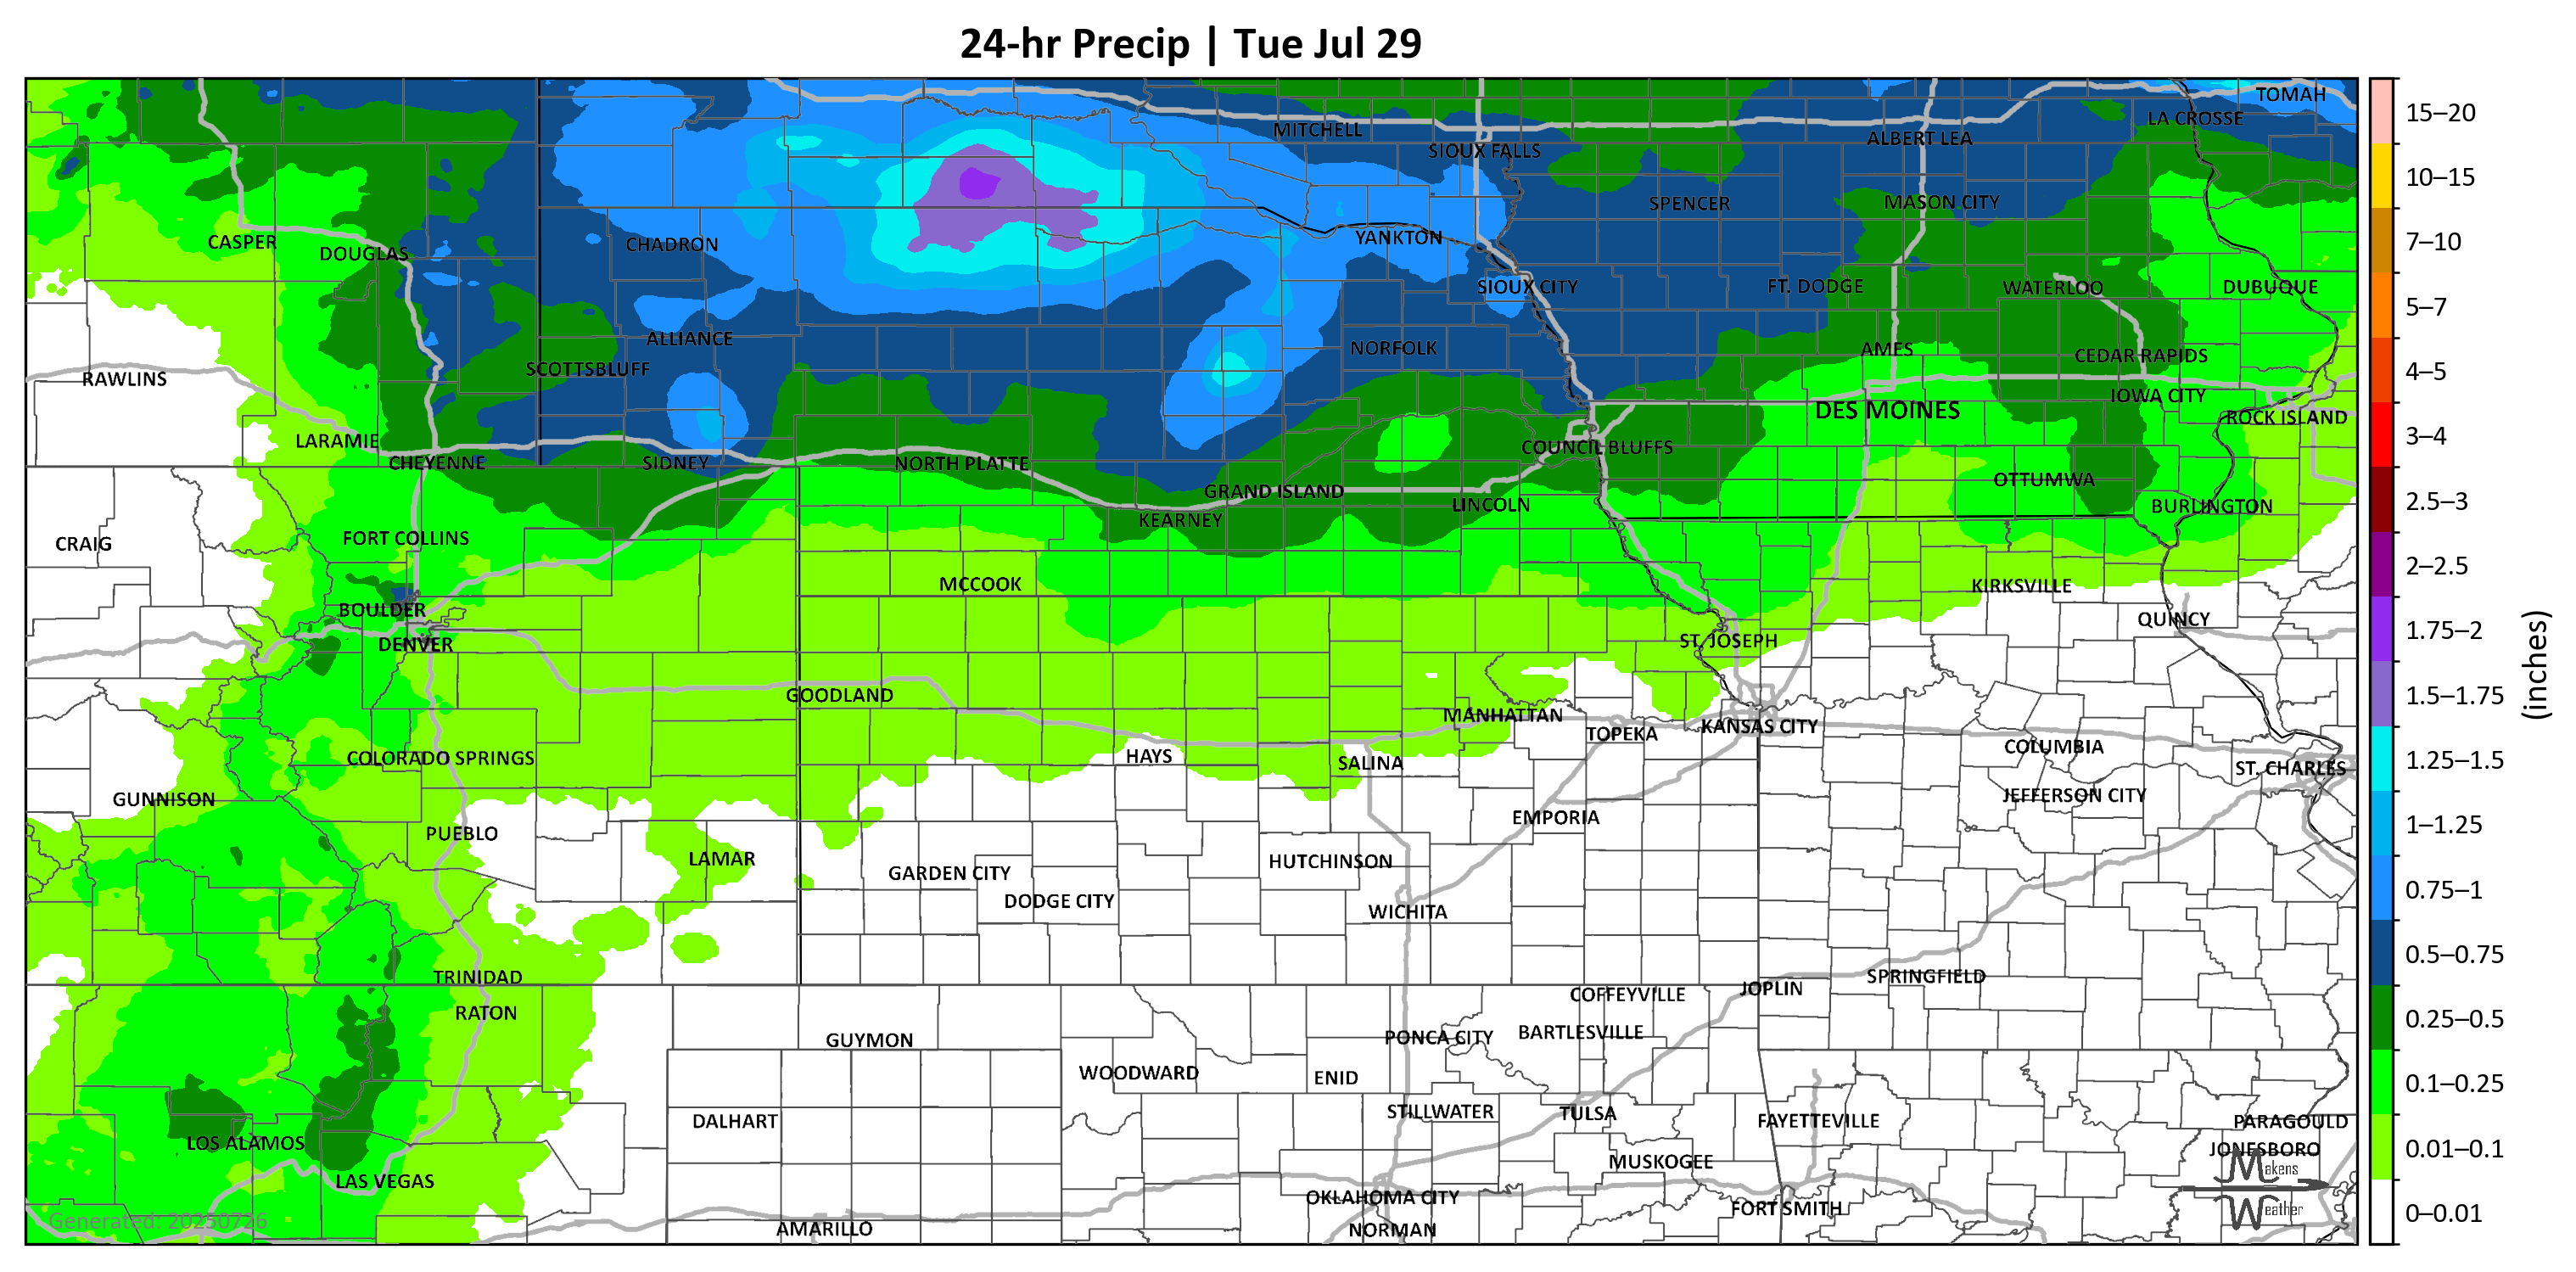 24-hr Precip | Tue Jul 29
TOMAH
LA CROSSE
MITCHELL
ALBERT LEA
SIOUX FALLS
SPENCER
MASON CITY
CASPER
DOUGLAS
CHADRON
YANKTON
SIOUX CITY
FT. DODGE
WATERLOO
DUBUQUE
ALLIANCE
NORFOLK
AMES
CEDAR RAPIDS
SCOTTSBLUFF
RAWLINS
IOWA CITY
DES MOINES
ROCK ISLAND
LARAMIE
COUNCIL BLUFFS
CHEYENNE
SIDNEY
NORTH PLATTE
OTTUMWA
GRAND ISLAND
LINCOLN
BURLINGTON
KEARNEY
CRAIG
FORT COLLINS
MCCOOK
KIRKSVILLE
BOULDER
QUINCY
DENVER
ST. JOSEPH
GOODLAND
MANHATTAN
TOPEKA
KANSAS CITY
COLUMBIA
COLORADO SPRINGS
HAYS
SALINA
ST. CHARLES
GUNNISON
JEFFERSON CITY
EMPORIA
PUEBLO
LAMAR
GARDEN CITY
HUTCHINSON
DODGE CITY
WICHITA
TRINIDAD
SPRINGFIELD
JOPLIN
COFFEYVILLE
RATON
GUYMON
PONCA CITY
BARTLESVILLE
WOODWARD
ENID
STILLWATER
TULSA
DALHART
FAYETTEVILLE
PARAGOULD
LOS ALAMOS
JONESBORO
MUSKOGEE
LAS VEGAS
OKLAHOMA CITY
FORT SMITH
AMARILLO
NORMAN
Generated: 20250726
Makens
Weather
15–20
10–15
7–10
5–7
4–5
3–4
2.5–3
2–2.5
1.75–2
1.5–1.75
1.25–1.5
1–1.25
0.75–1
0.5–0.75
0.25–0.5
0.1–0.25
0.01–0.1
0–0.01
(inches)